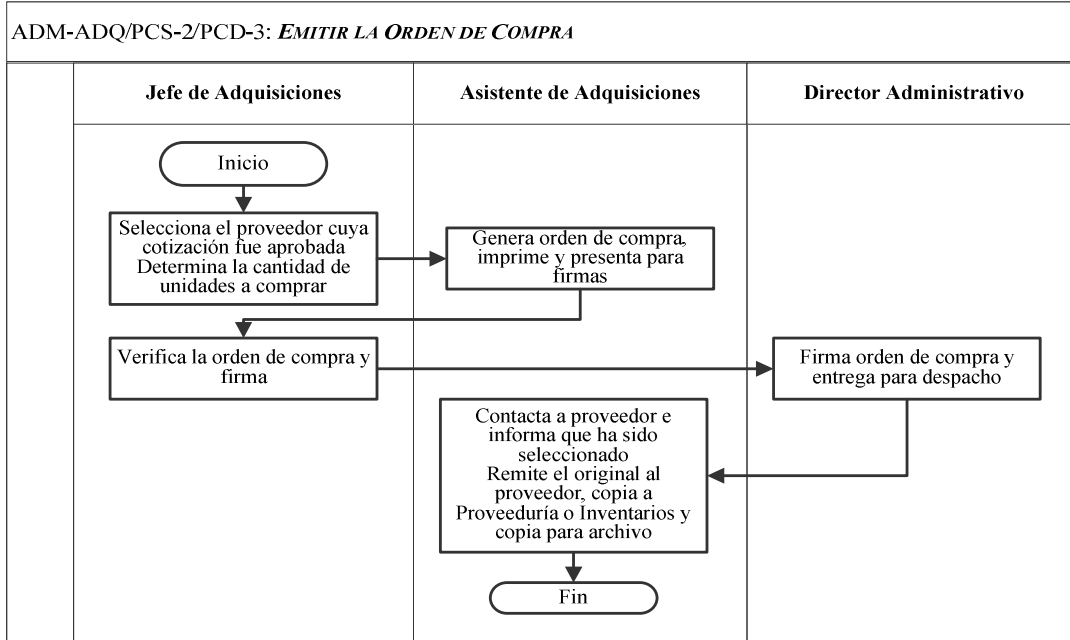 ADM-ADQ/PCS-2/PCD-3: EMITIR LA ORDEN DE COMPRA
Jefe de Adquisiciones
Asistente de Adquisiciones
Director Administrativo
Inicio
Selecciona el proveedor cuya
cotización fue aprobada
Determina la cantidad de
unidades a comprar
Genera orden de compra,
imprime y presenta para
firmas
Verifica la orden de compra y
firma
Firma orden de compra y
entrega para despacho
Contacta a proveedor e
informa que ha sido
seleccionado
Remite el original al
proveedor, copia a
Proveeduría o Inventarios y
copia para archivo
Fin